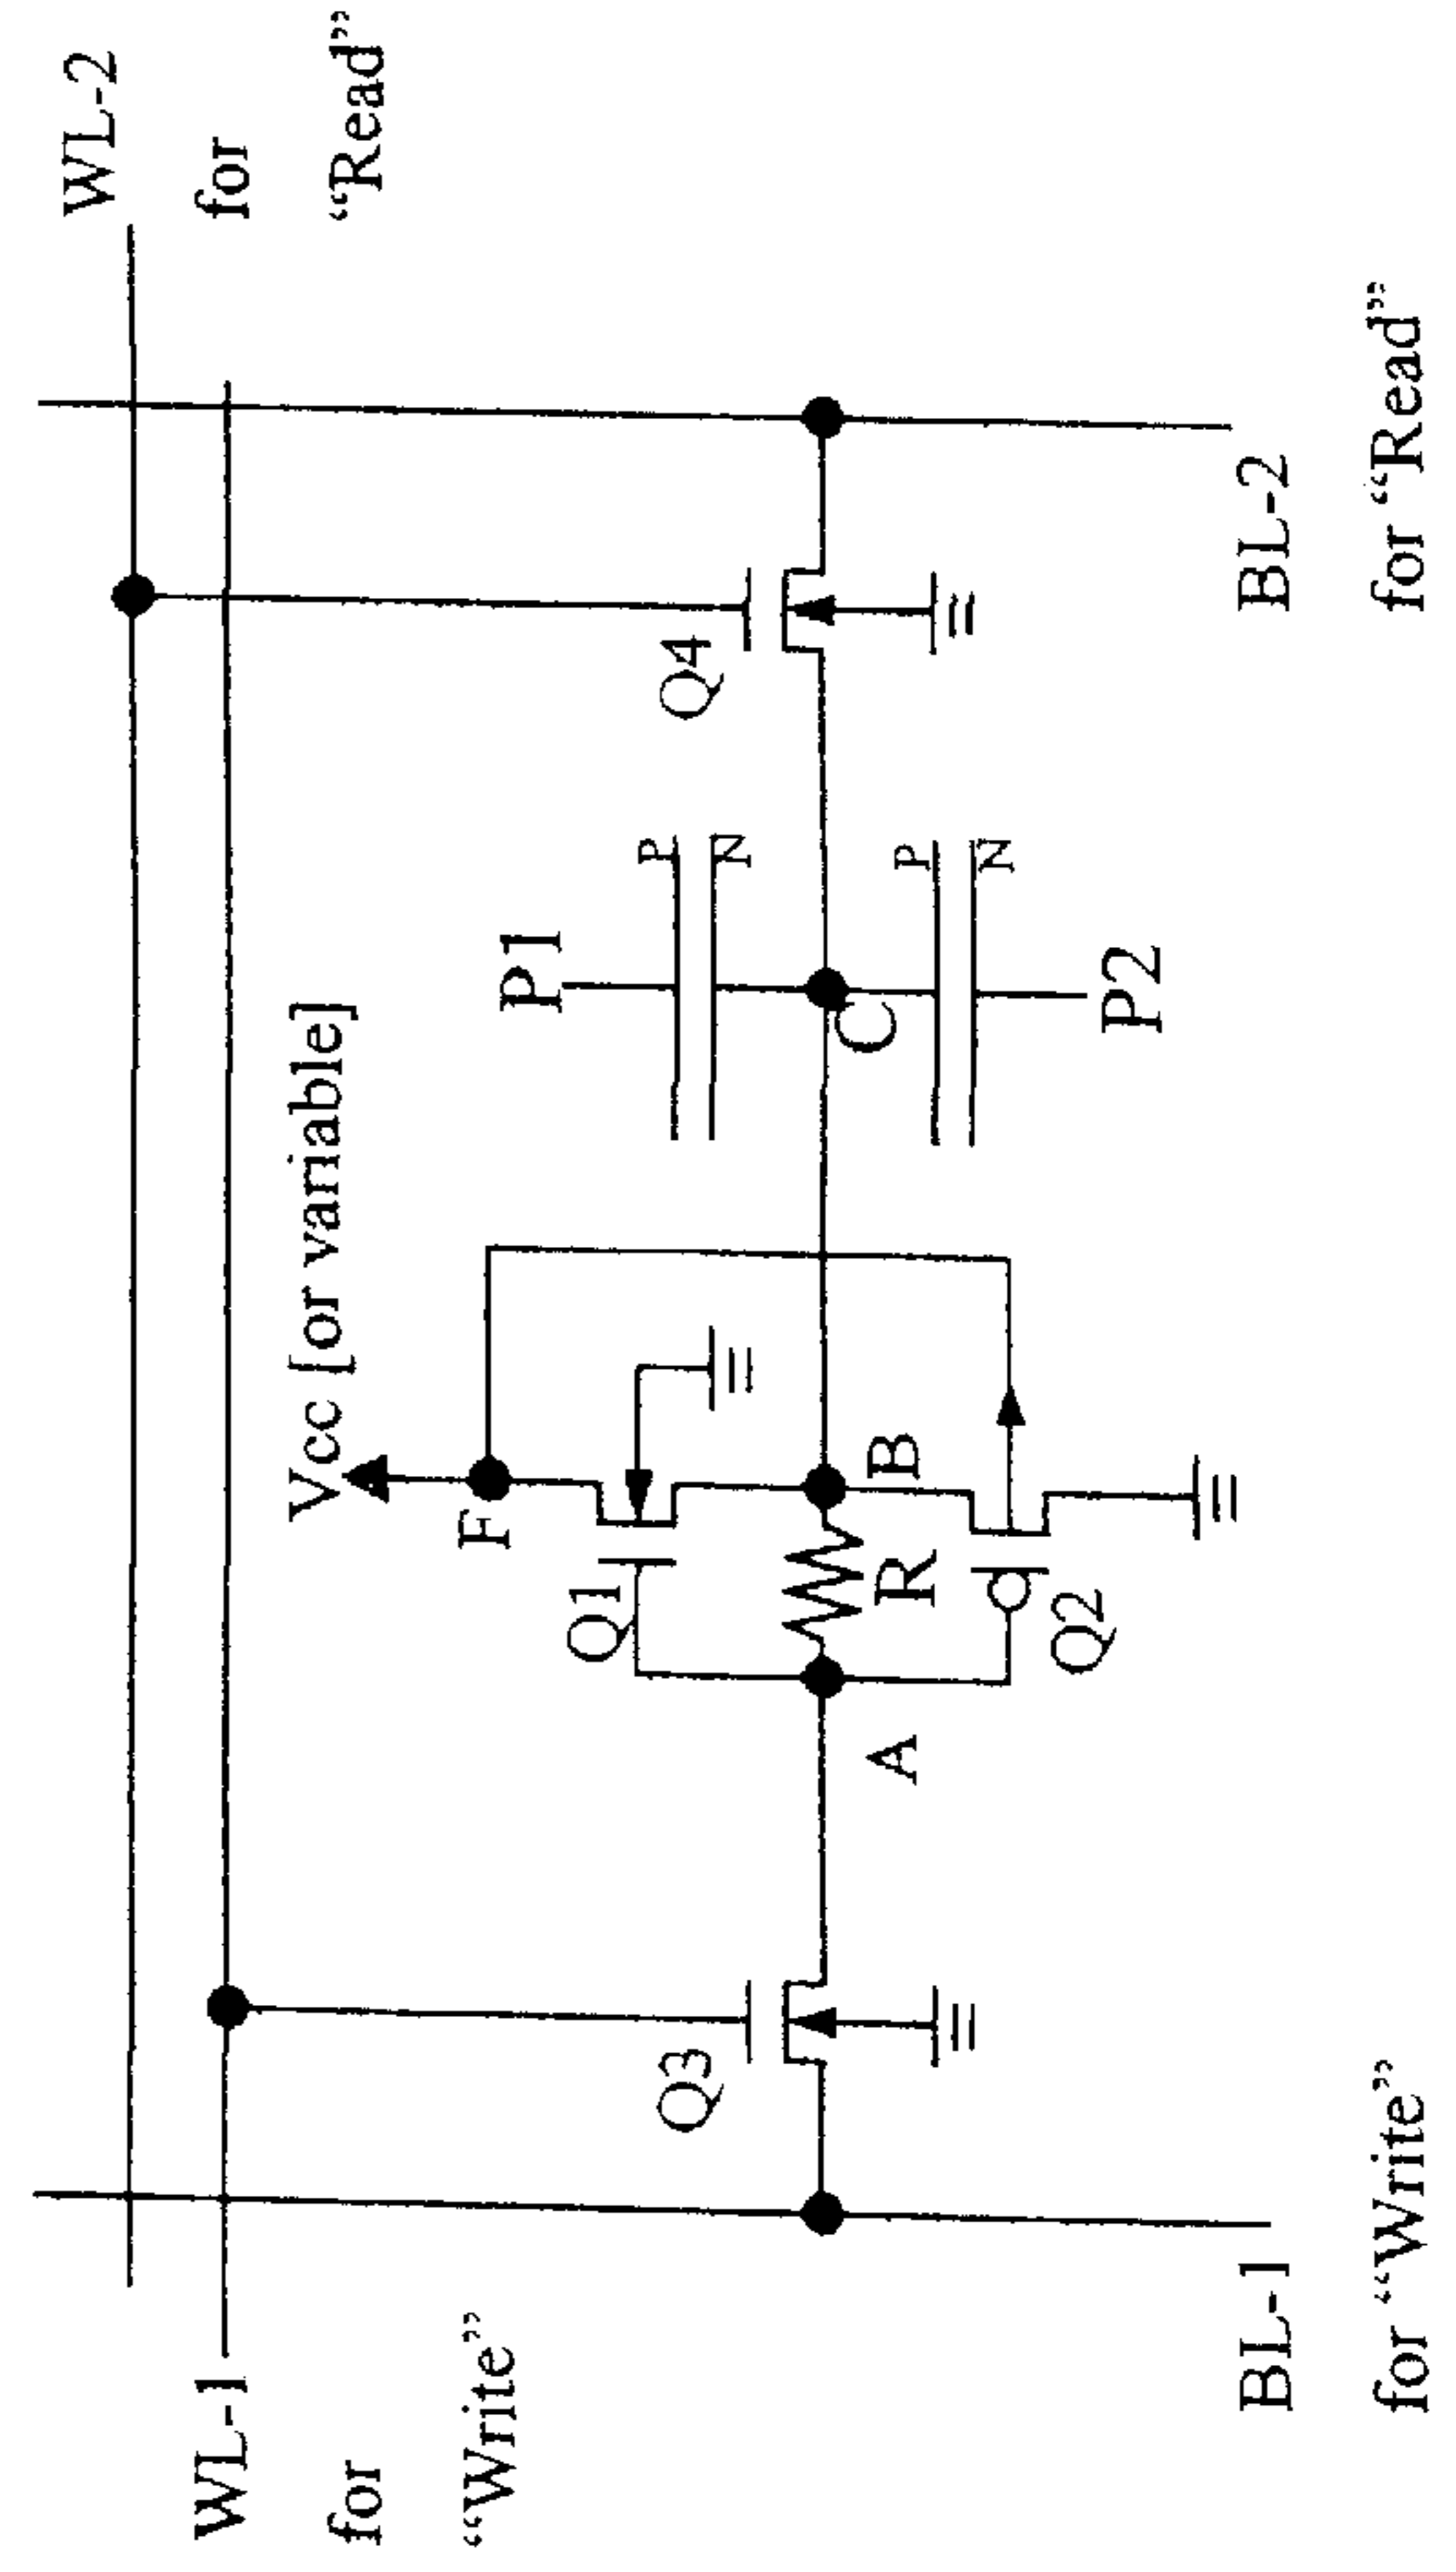 WL-2
for
“Read”
WL-1
for
“Write”
Vcc [or variable]
F
P1
P
N
Q1
Q3
Q4
A
R
B
C
P
N
Q2
P2
BL-1
for “Write”
BL-2
for “Read”